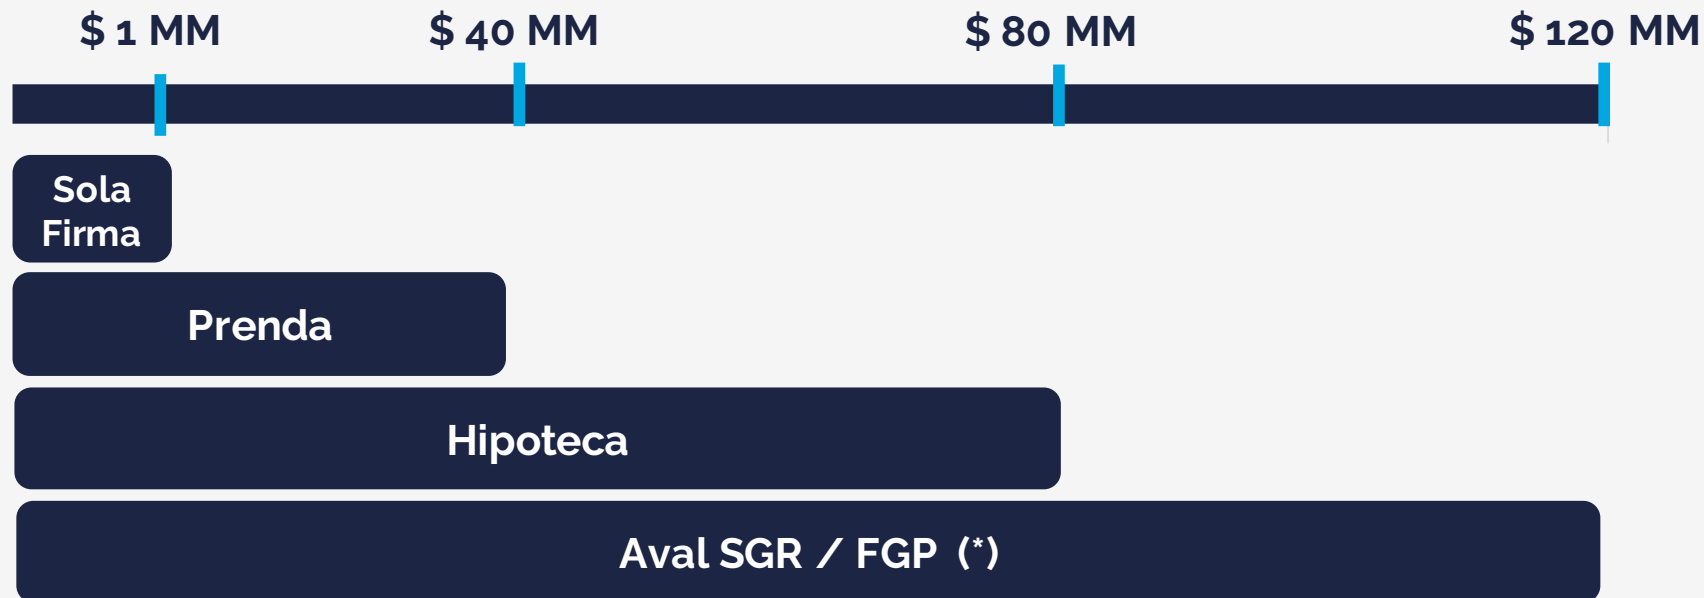 $ 1 MM $ 40 MM $ 80 MM $ 120 MM
Sola
Firma
Prenda
Hipoteca
Aval SGR / FGP (*)